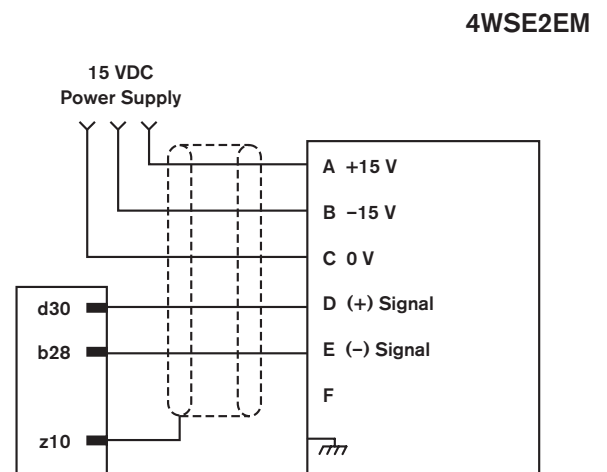 4WSE2EM
15 VDC
Power Supply
A +15 V
B −15 V
C 0 V
d30
D (+) Signal
b28
E (−) Signal
F
z10